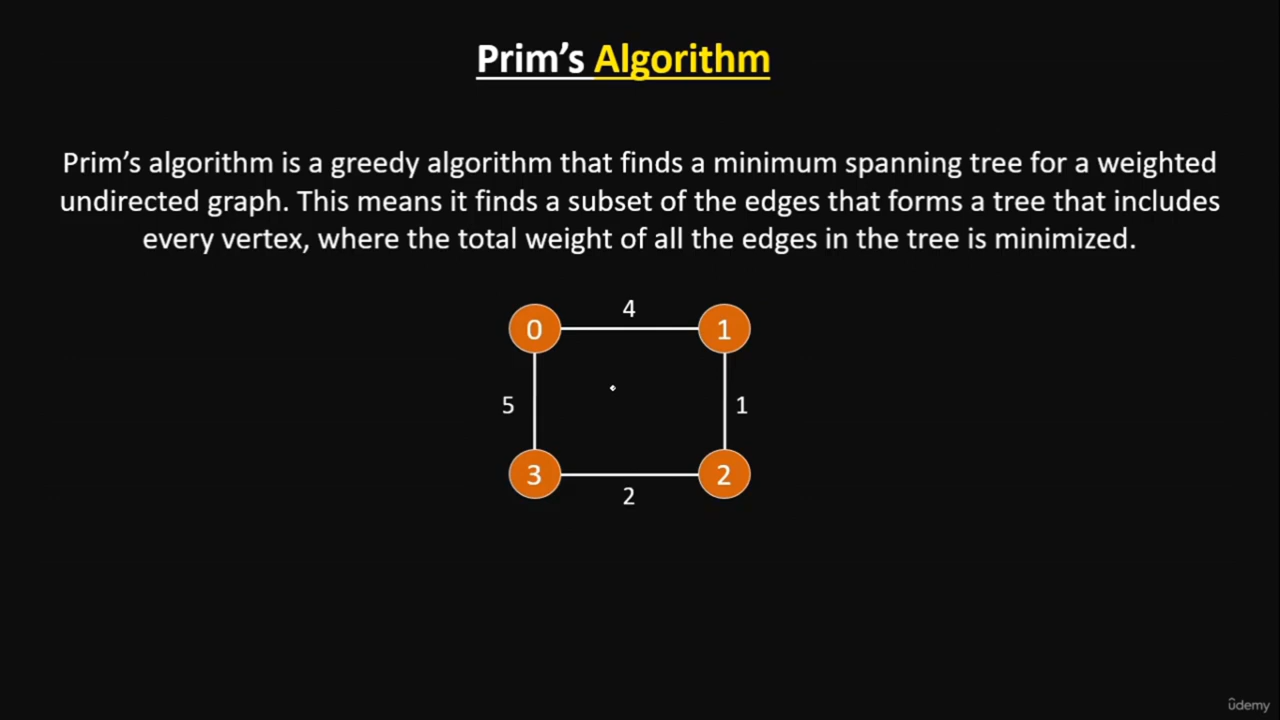 Prim’s Algorithm
Prim’s algorithm is a greedy algorithm that finds a minimum spanning tree for a weighted
undirected graph. This means it finds a subset of the edges that forms a tree that includes
every vertex, where the total weight of all the edges in the tree is minimized.
4
0 1
5 1
3 2
2
ûdemy